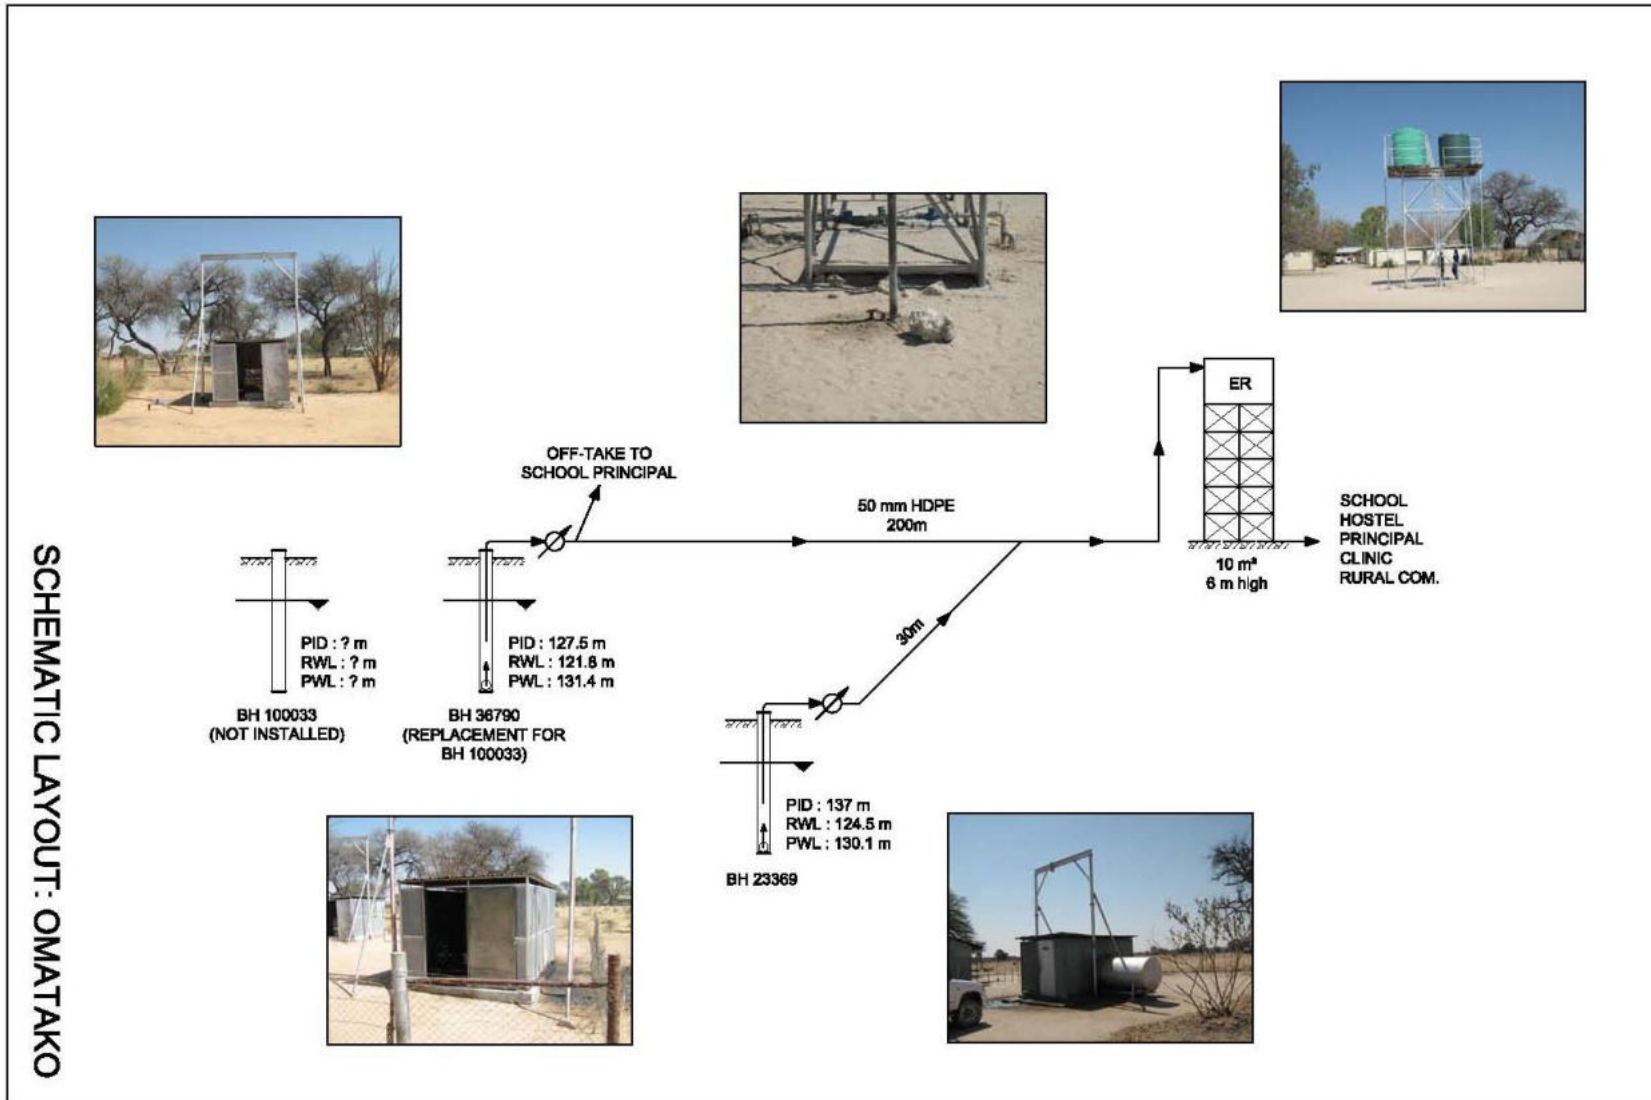 SCHEMATIC LAYOUT: OMATAKO
OFF-TAKE TO
SCHOOL PRINCIPAL
50 mm HDPE
200m
ER
10 m³
6 m high
SCHOOL
HOSTEL
PRINCIPAL
CLINIC
RURAL COM.
PID : ? m
RWL : ? m
PWL : ? m
BH 100033
(NOT INSTALLED)
PID : 127.5 m
RWL : 121.8 m
PWL : 131.4 m
BH 36790
(REPLACEMENT FOR
BH 100033)
30m
PID : 137 m
RWL : 124.5 m
PWL : 130.1 m
BH 23369